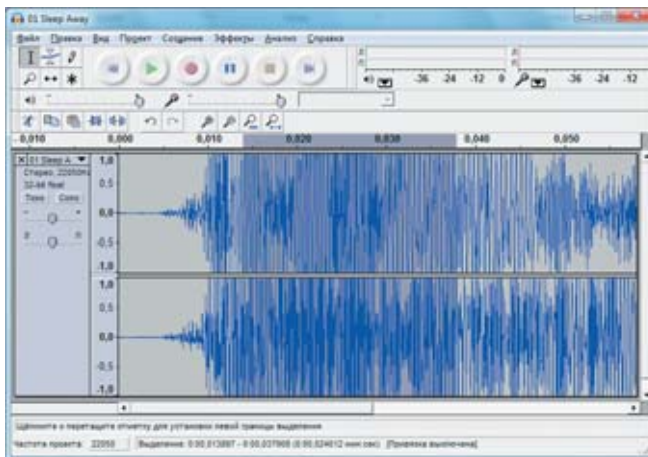 01 Sleep Away
Файл Правка Вид Проект Создание Эффекты Анализ Справка
-36 -24 -12 0 -36 -24 -12
-0,010 0,000 0,010 0,020 0,030 0,040 0,050
01 Sleep A
Стерео, 22050Hz
32-bit float
Тихо Соло
1,0
0,5
0,0
-0,5
-1,0
1,0
0,5
0,0
-0,5
-1,0
Щёлкните и перетащите отметку для установки левой границы выделения
Частота проекта: 22050 Выделение: 0:00,013897 - 0:00,037908 (0:00,024012 мин:сек) [Привязка выключена]